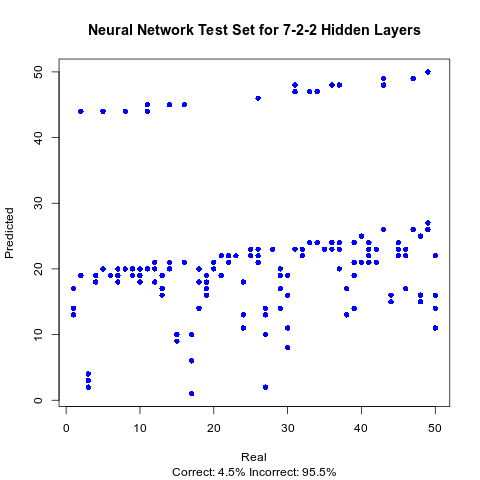 Neural Network Test Set for 7-2-2 Hidden Layers
Predicted
50
40
30
20
10
0
0 10 20 30 40 50
Real
Correct: 4.5% Incorrect: 95.5%